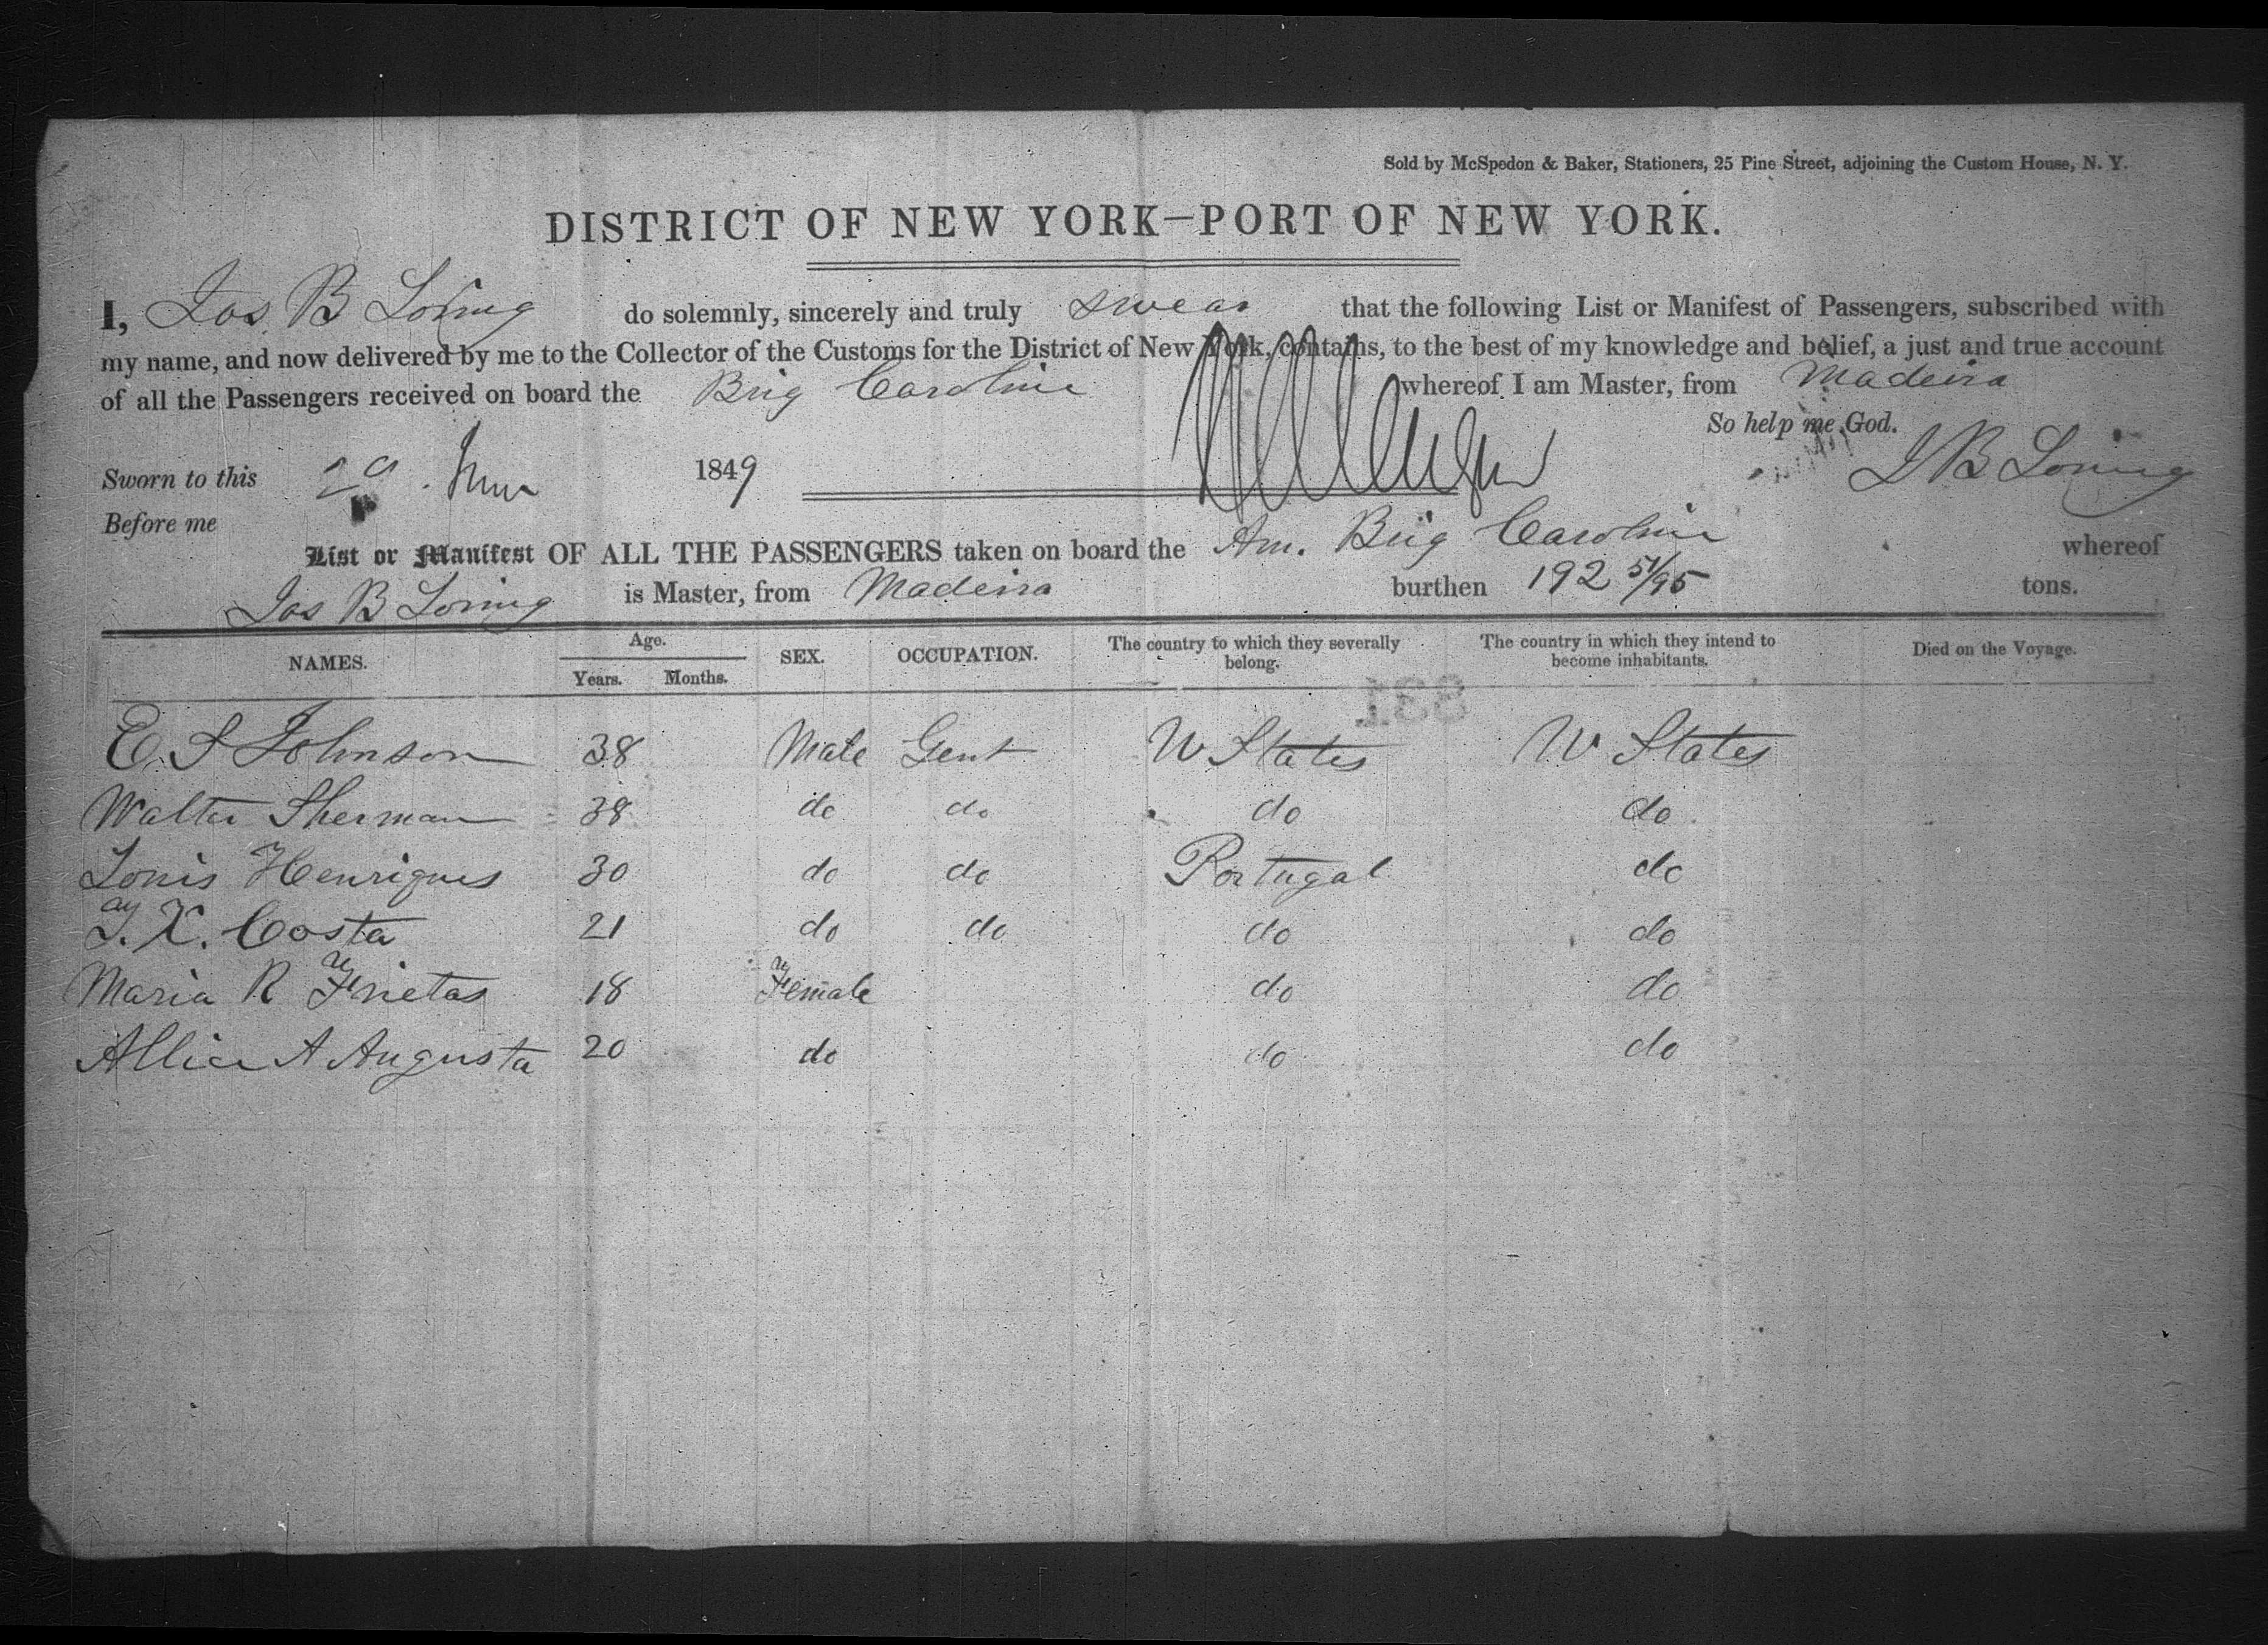 Sold by McSpedon & Baker, Stationers, 25 Pine Street, adjoining the Custom House, N. Y.
DISTRICT OF NEW YORK—PORT OF NEW YORK.
I, Jos. B Loring do solemnly, sincerely and truly swear that the following List or Manifest of Passengers, subscribed with
my name, and now delivered by me to the Collector of the Customs for the District of New York, contains, to the best of my knowledge and belief, a just and true account
of all the Passengers received on board the Brig Caroline whereof I am Master, from Madeira
So help me God.
Sworn to this 29 1849 J B Loring
Before me
List or Manifest OF ALL THE PASSENGERS taken on board the Am. Brig Caroline whereof
Jos B Loring is Master, from Madeira burthen 192 51/95 tons.
NAMES. Age. Years. Months. SEX. OCCUPATION. The country to which they severally belong. The country in which they intend to become inhabitants. Died on the Voyage.
331
E. S Johnson 38 Male Gent U States U States
Walter Sherman 38 do do do do
Louis Henriques 30 do do Portugal do
J. X. Costa 21 do do do do
Maria R Frietas 18 Female do do
Allice A Augusta 20 do do do